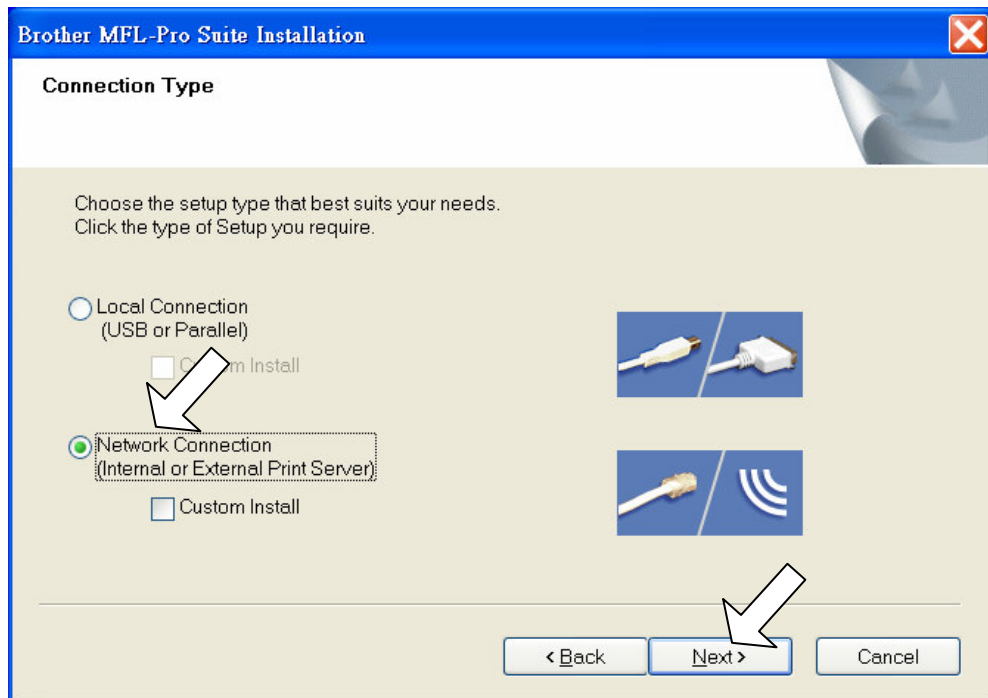 Brother MFL-Pro Suite Installation
Connection Type
Choose the setup type that best suits your needs.
Click the type of Setup you require.
Local Connection
(USB or Parallel)
Install
Network Connection
(Internal or External Print Server)
Custom Install
< Back
Next >
Cancel